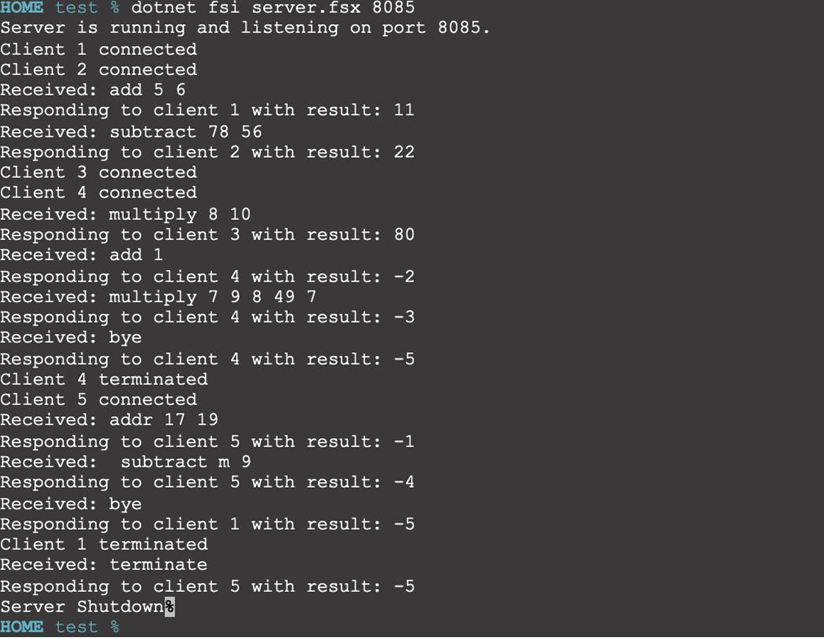 HOME test % dotnet fsi server.fsx 8085
Server is running and listening on port 8085.
Client 1 connected
Client 2 connected
Received: add 5 6
Responding to client 1 with result: 11
Received: subtract 78 56
Responding to client 2 with result: 22
Client 3 connected
Client 4 connected
Received: multiply 8 10
Responding to client 3 with result: 80
Received: add 1
Responding to client 4 with result: -2
Received: multiply 7 9 8 49 7
Responding to client 4 with result: -3
Received: bye
Responding to client 4 with result: -5
Client 4 terminated
Client 5 connected
Received: addr 17 19
Responding to client 5 with result: -1
Received:  subtract m 9
Responding to client 5 with result: -4
Received: bye
Responding to client 1 with result: -5
Client 1 terminated
Received: terminate
Responding to client 5 with result: -5
Server Shutdown%
HOME test %